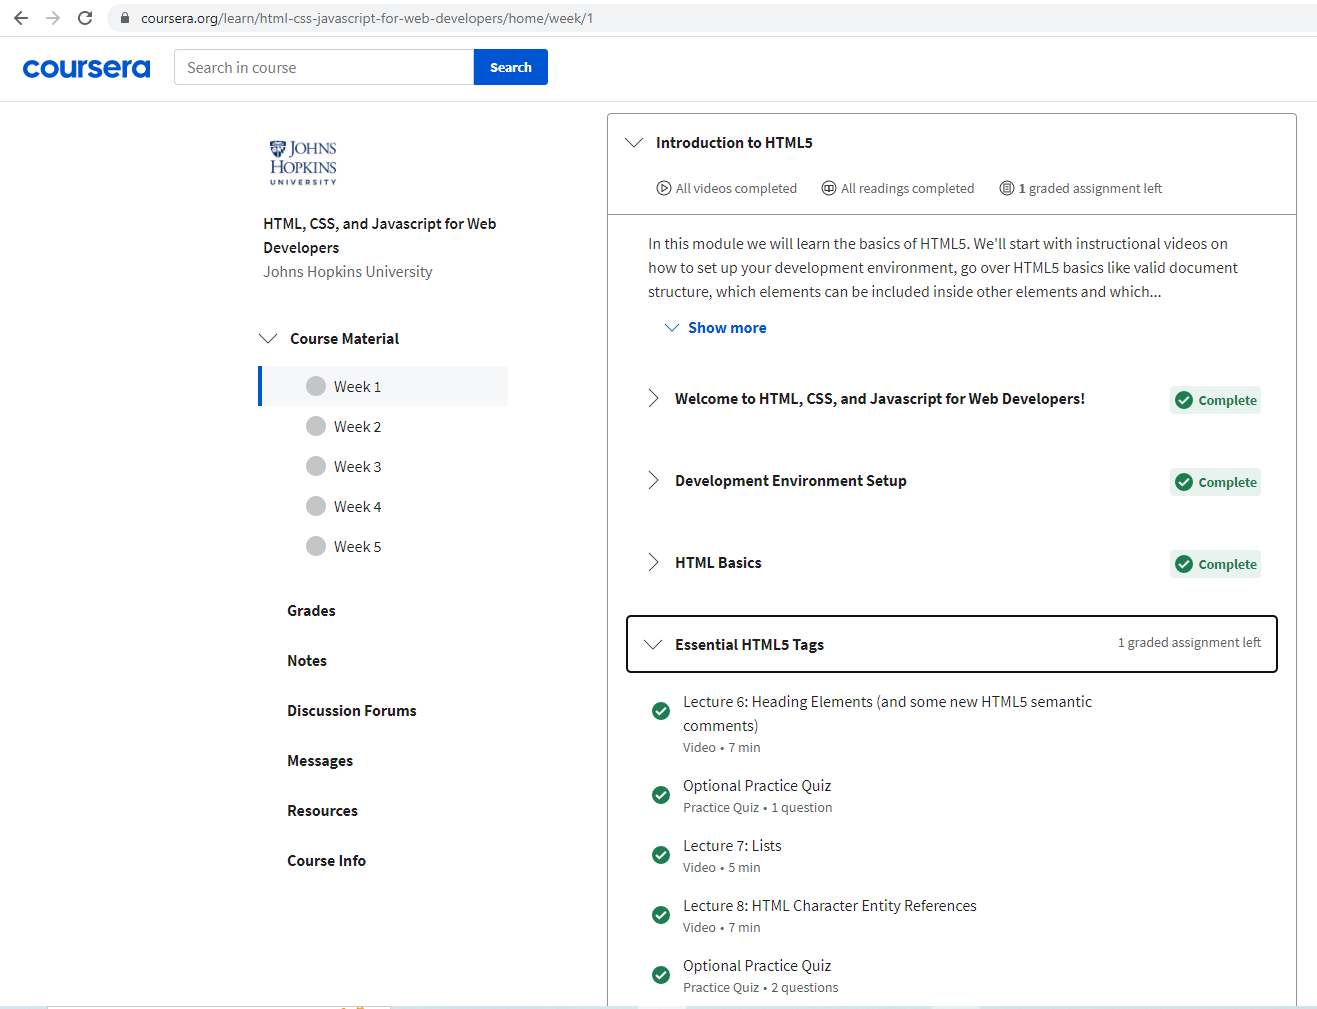 coursera.org/learn/html-css-javascript-for-web-developers/home/week/1
coursera
Search in course
Search
JOHNS
HOPKINS
UNIVERSITY
HTML, CSS, and Javascript for Web
Developers
Johns Hopkins University
Course Material
Week 1
Week 2
Week 3
Week 4
Week 5
Grades
Notes
Discussion Forums
Messages
Resources
Course Info
Introduction to HTML5
All videos completed
All readings completed
1 graded assignment left
In this module we will learn the basics of HTML5. We'll start with instructional videos on
how to set up your development environment, go over HTML5 basics like valid document
structure, which elements can be included inside other elements and which...
Show more
Welcome to HTML, CSS, and Javascript for Web Developers!
Complete
Development Environment Setup
Complete
HTML Basics
Complete
Essential HTML5 Tags
1 graded assignment left
Lecture 6: Heading Elements (and some new HTML5 semantic
comments)
Video • 7 min
Optional Practice Quiz
Practice Quiz • 1 question
Lecture 7: Lists
Video • 5 min
Lecture 8: HTML Character Entity References
Video • 7 min
Optional Practice Quiz
Practice Quiz • 2 questions